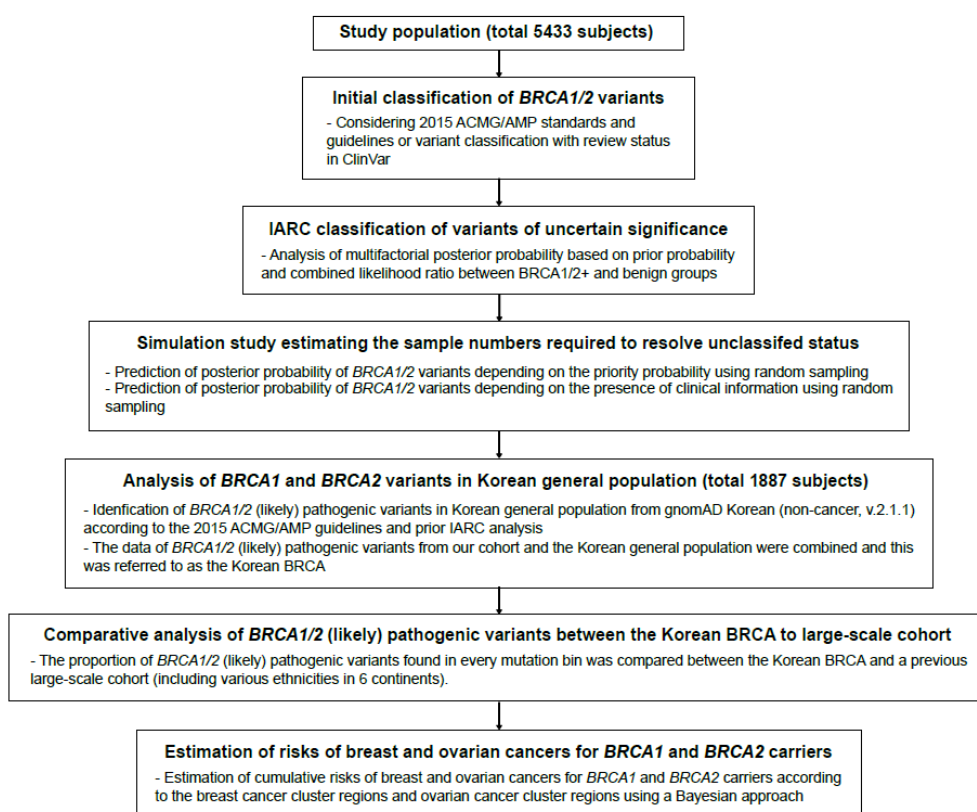 Study population (total 5433 subjects)
Initial classification of BRCA1/2 variants
- Considering 2015 ACMG/AMP standards and
guidelines or variant classification with review status
in ClinVar
IARC classification of variants of uncertain significance
- Analysis of multifactorial posterior probability based on prior probability
and combined likelihood ratio between BRCA1/2+ and benign groups
Simulation study estimating the sample numbers required to resolve unclassifed status
- Prediction of posterior probability of BRCA1/2 variants depending on the priority probability using random sampling
- Prediction of posterior probability of BRCA1/2 variants depending on the presence of clinical information using random
sampling
Analysis of BRCA1 and BRCA2 variants in Korean general population (total 1887 subjects)
- Idenfication of BRCA1/2 (likely) pathogenic variants in Korean general population from gnomAD Korean (non-cancer, v.2.1.1)
according to the 2015 ACMG/AMP guidelines and prior IARC analysis
- The data of BRCA1/2 (likely) pathogenic variants from our cohort and the Korean general population were combined and this
was referred to as the Korean BRCA
Comparative analysis of BRCA1/2 (likely) pathogenic variants between the Korean BRCA to large-scale cohort
- The proportion of BRCA1/2 (likely) pathogenic variants found in every mutation bin was compared between the Korean BRCA and a previous
large-scale cohort (including various ethnicities in 6 continents).
Estimation of risks of breast and ovarian cancers for BRCA1 and BRCA2 carriers
- Estimation of cumulative risks of breast and ovarian cancers for BRCA1 and BRCA2 carriers according
to the breast cancer cluster regions and ovarian cancer cluster regions using a Bayesian approach